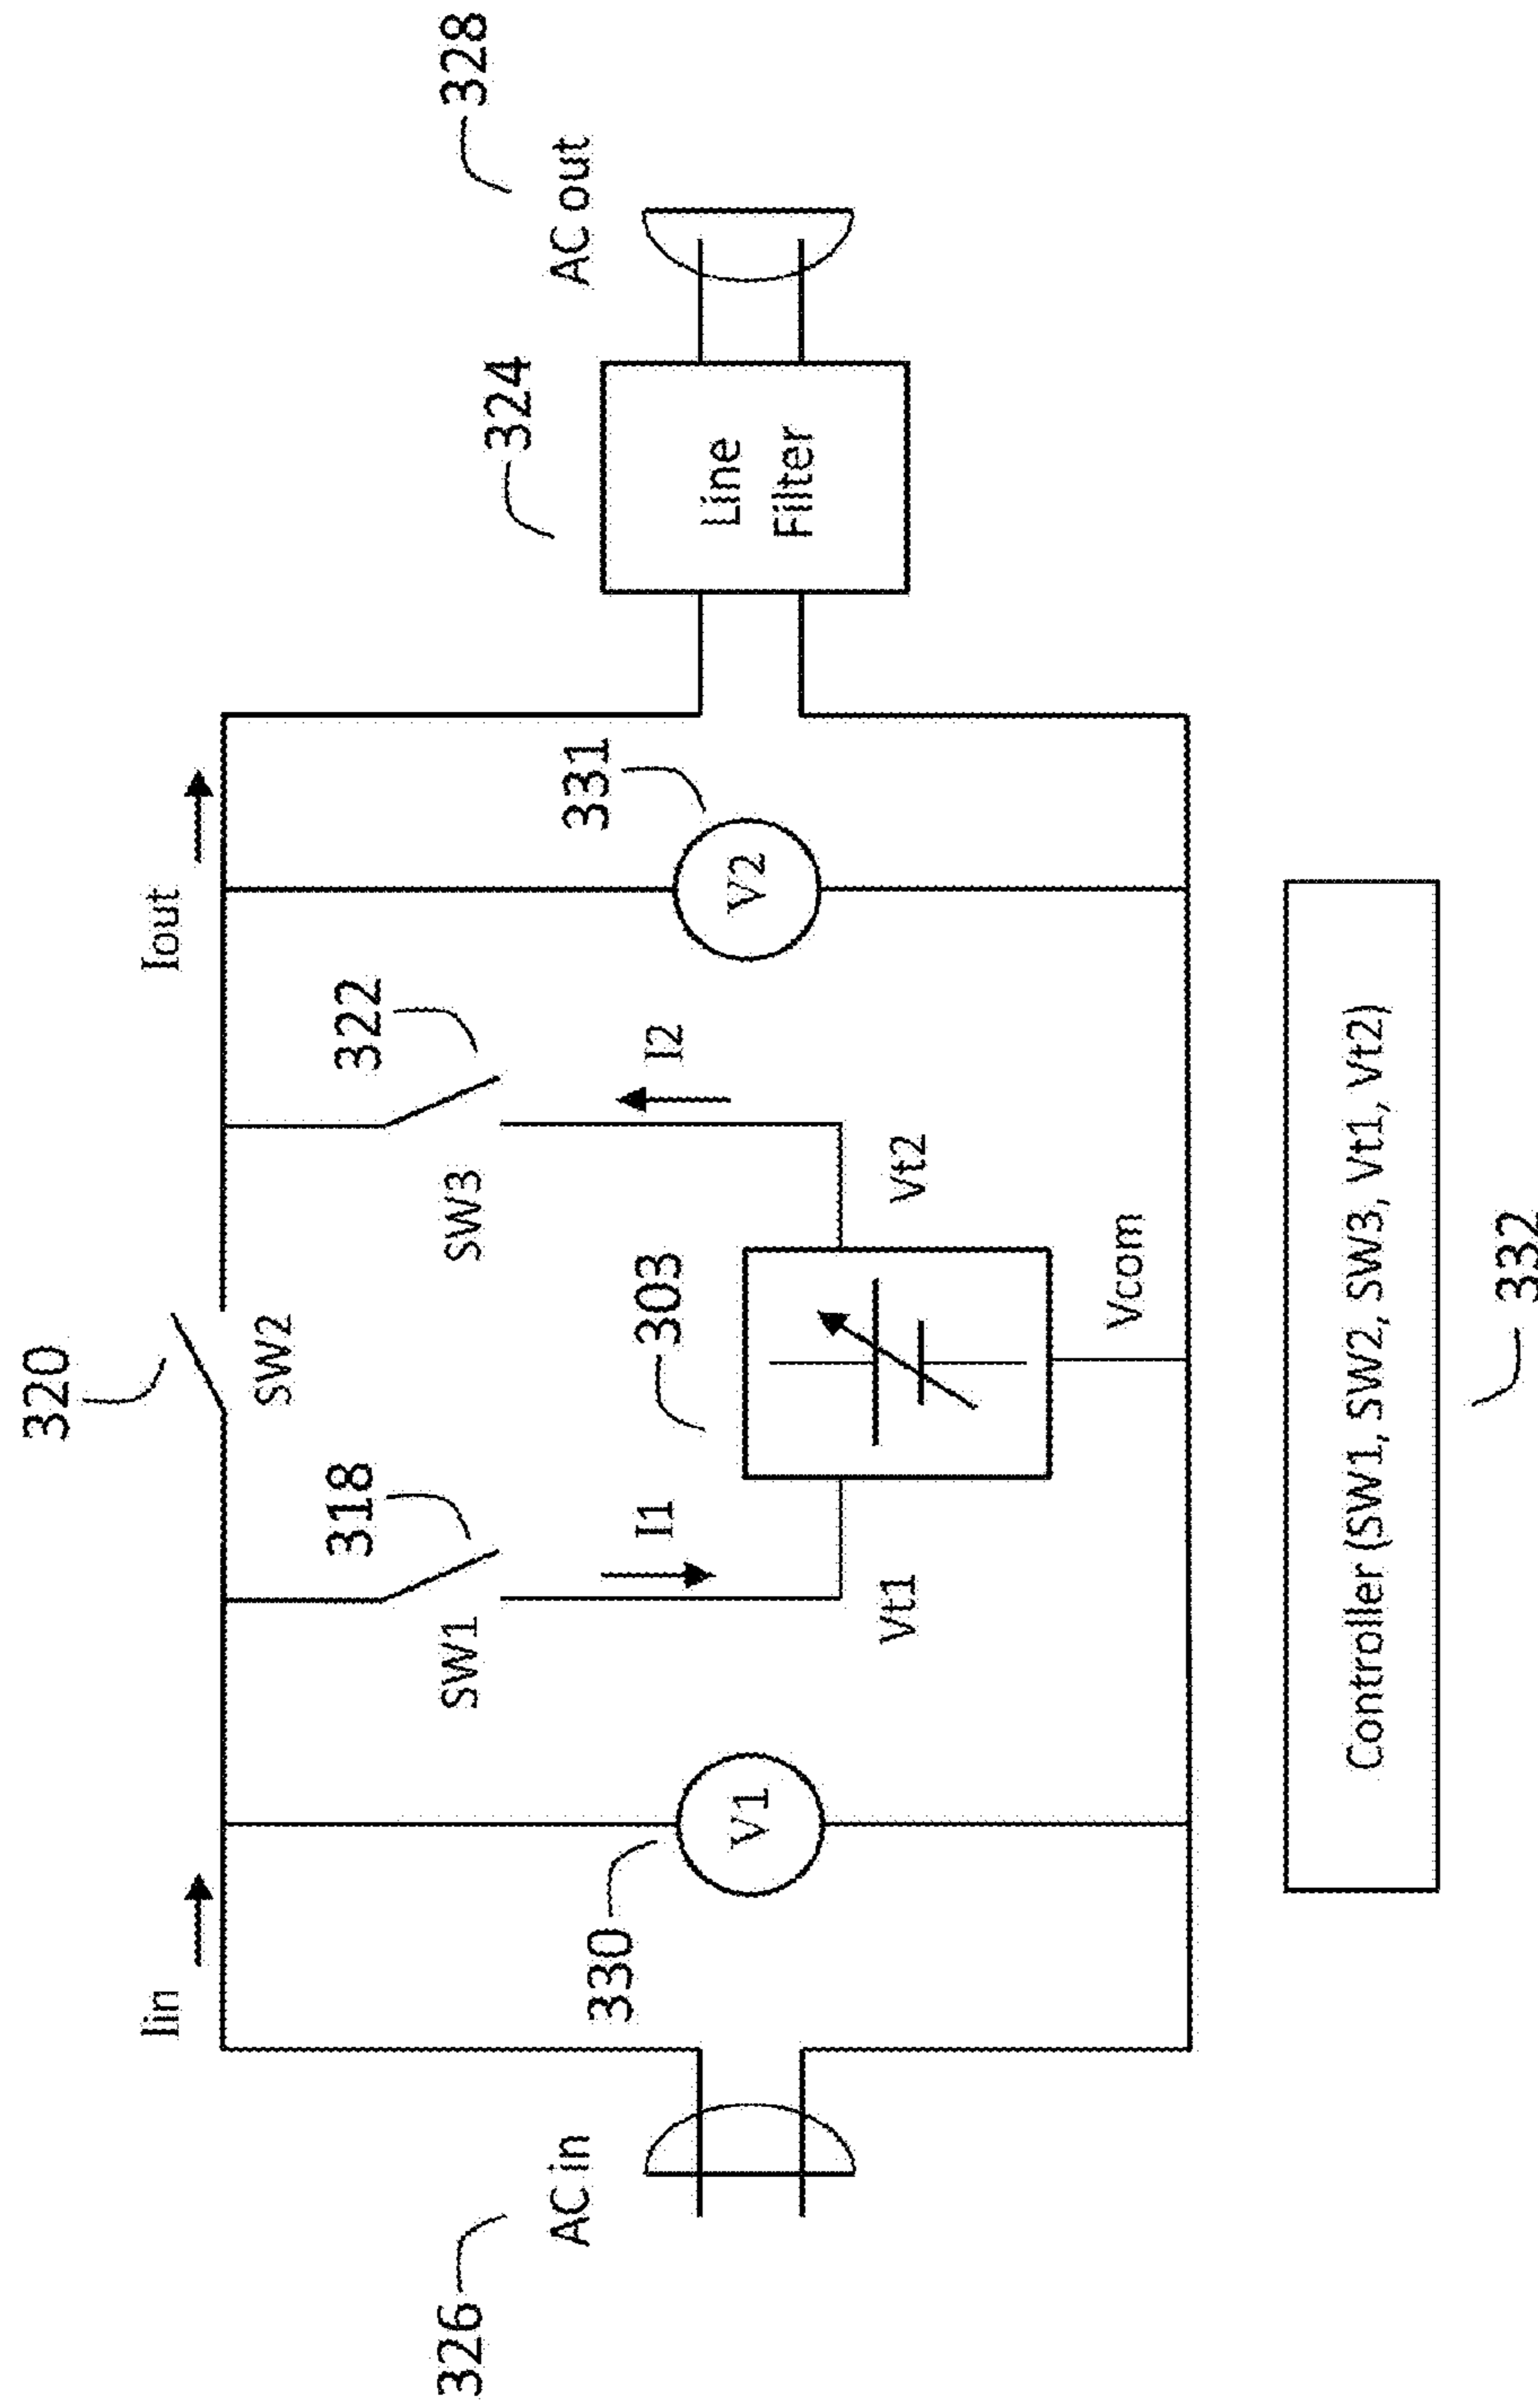 320
SW2
Iin
Iout
318
SW1
322
SW3
I1
I2
326
AC in
330
V1
303
Vt1
Vt2
Vcom
331
V2
324
Line
Filter
328
AC out
Controller (SW1, SW2, SW3, Vt1, Vt2)
332